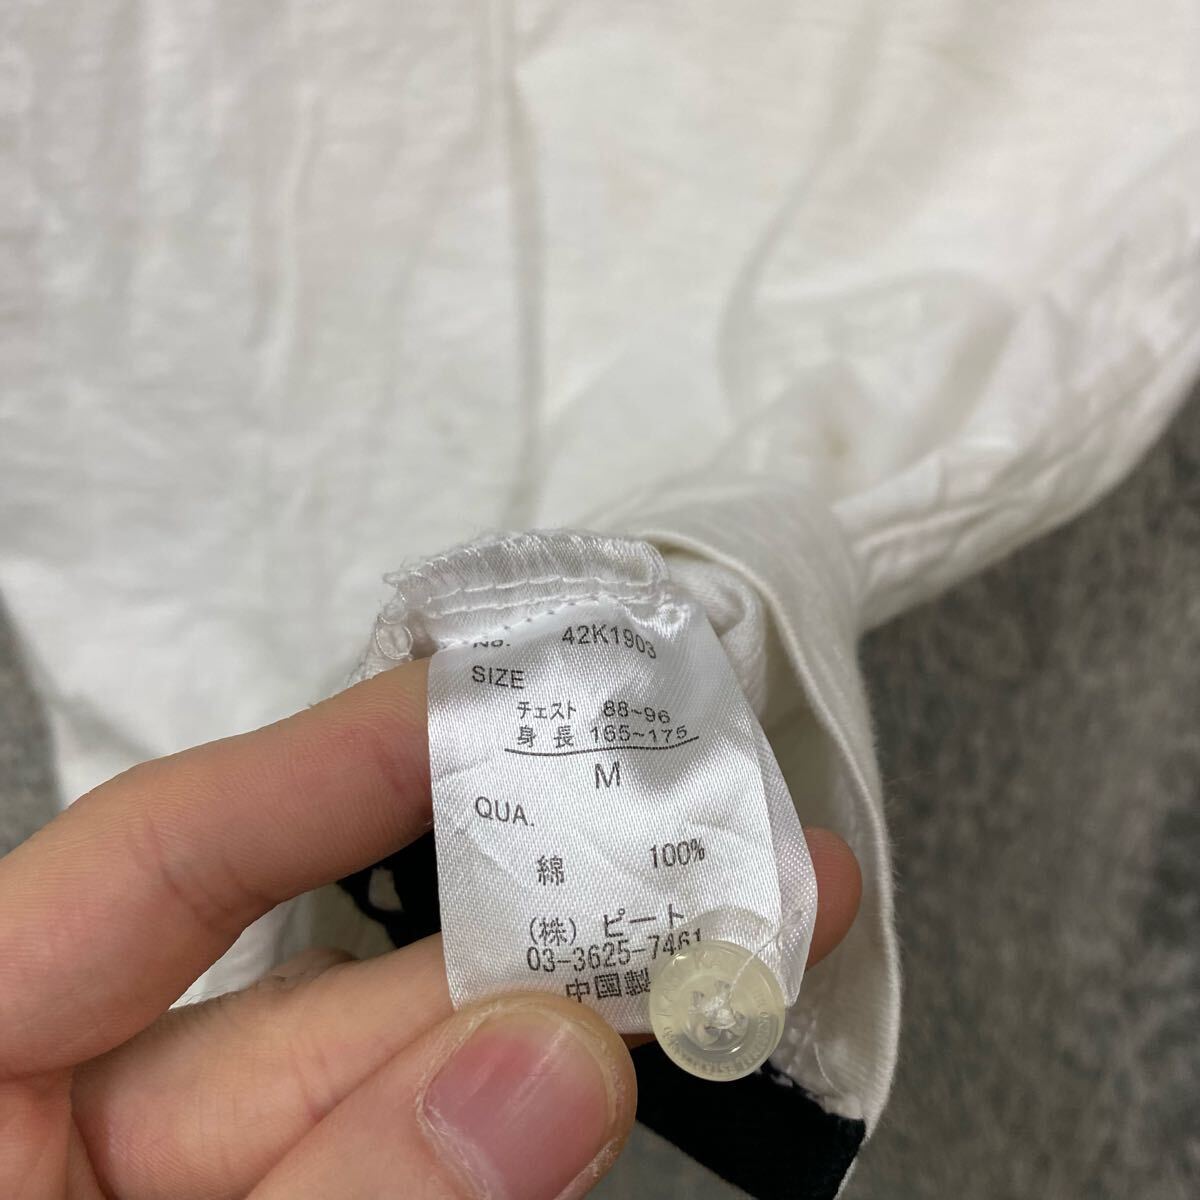 No. 42K1903
SIZE
チェスト 88~96
身長 165~175
M
QUA.
綿 100%
(株) ピート
03-3625-7461
中国製